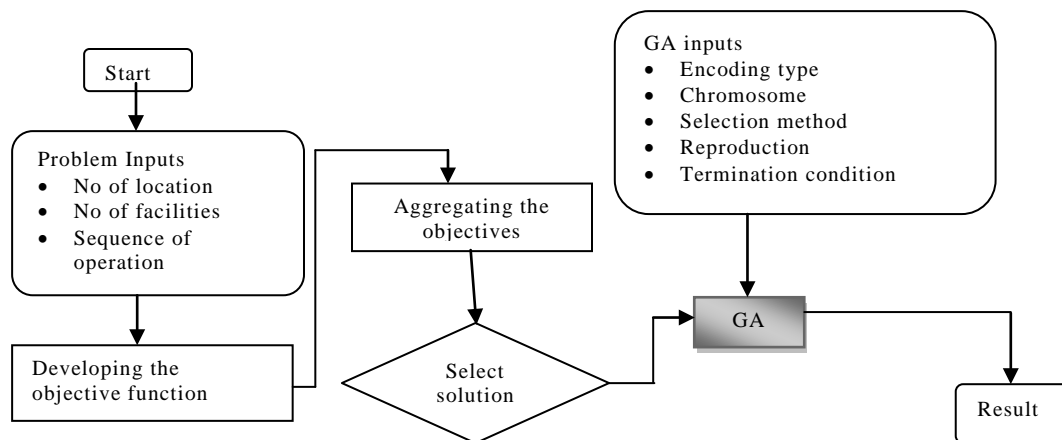 Start
Problem Inputs
• No of location
• No of facilities
• Sequence of
operation
Developing the
objective function
Aggregating the
objectives
Select
solution
GA inputs
• Encoding type
• Chromosome
• Selection method
• Reproduction
• Termination condition
GA
Result